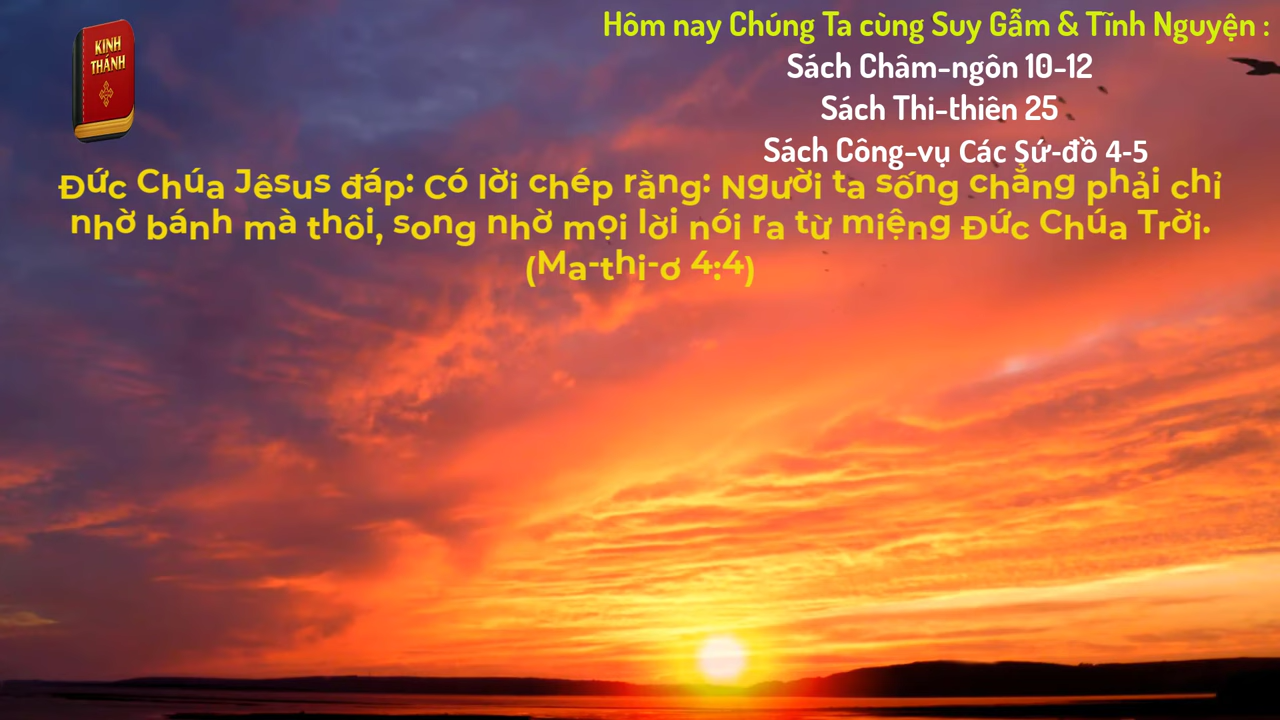 KINH
THÁNH
Hôm nay Chúng Ta cùng Suy Gẫm & Tĩnh Nguyện :
Sách Châm-ngôn 10-12
Sách Thi-thiên 25
Sách Công-vụ Các Sứ-đồ 4-5
Đức Chúa Jêsus đáp: Có lời chép rằng: Người ta sống chẳng phải chỉ
nhờ bánh mà thôi, song nhờ mọi lời nói ra từ miệng Đức Chúa Trời.
(Ma-thi-ơ 4:4)